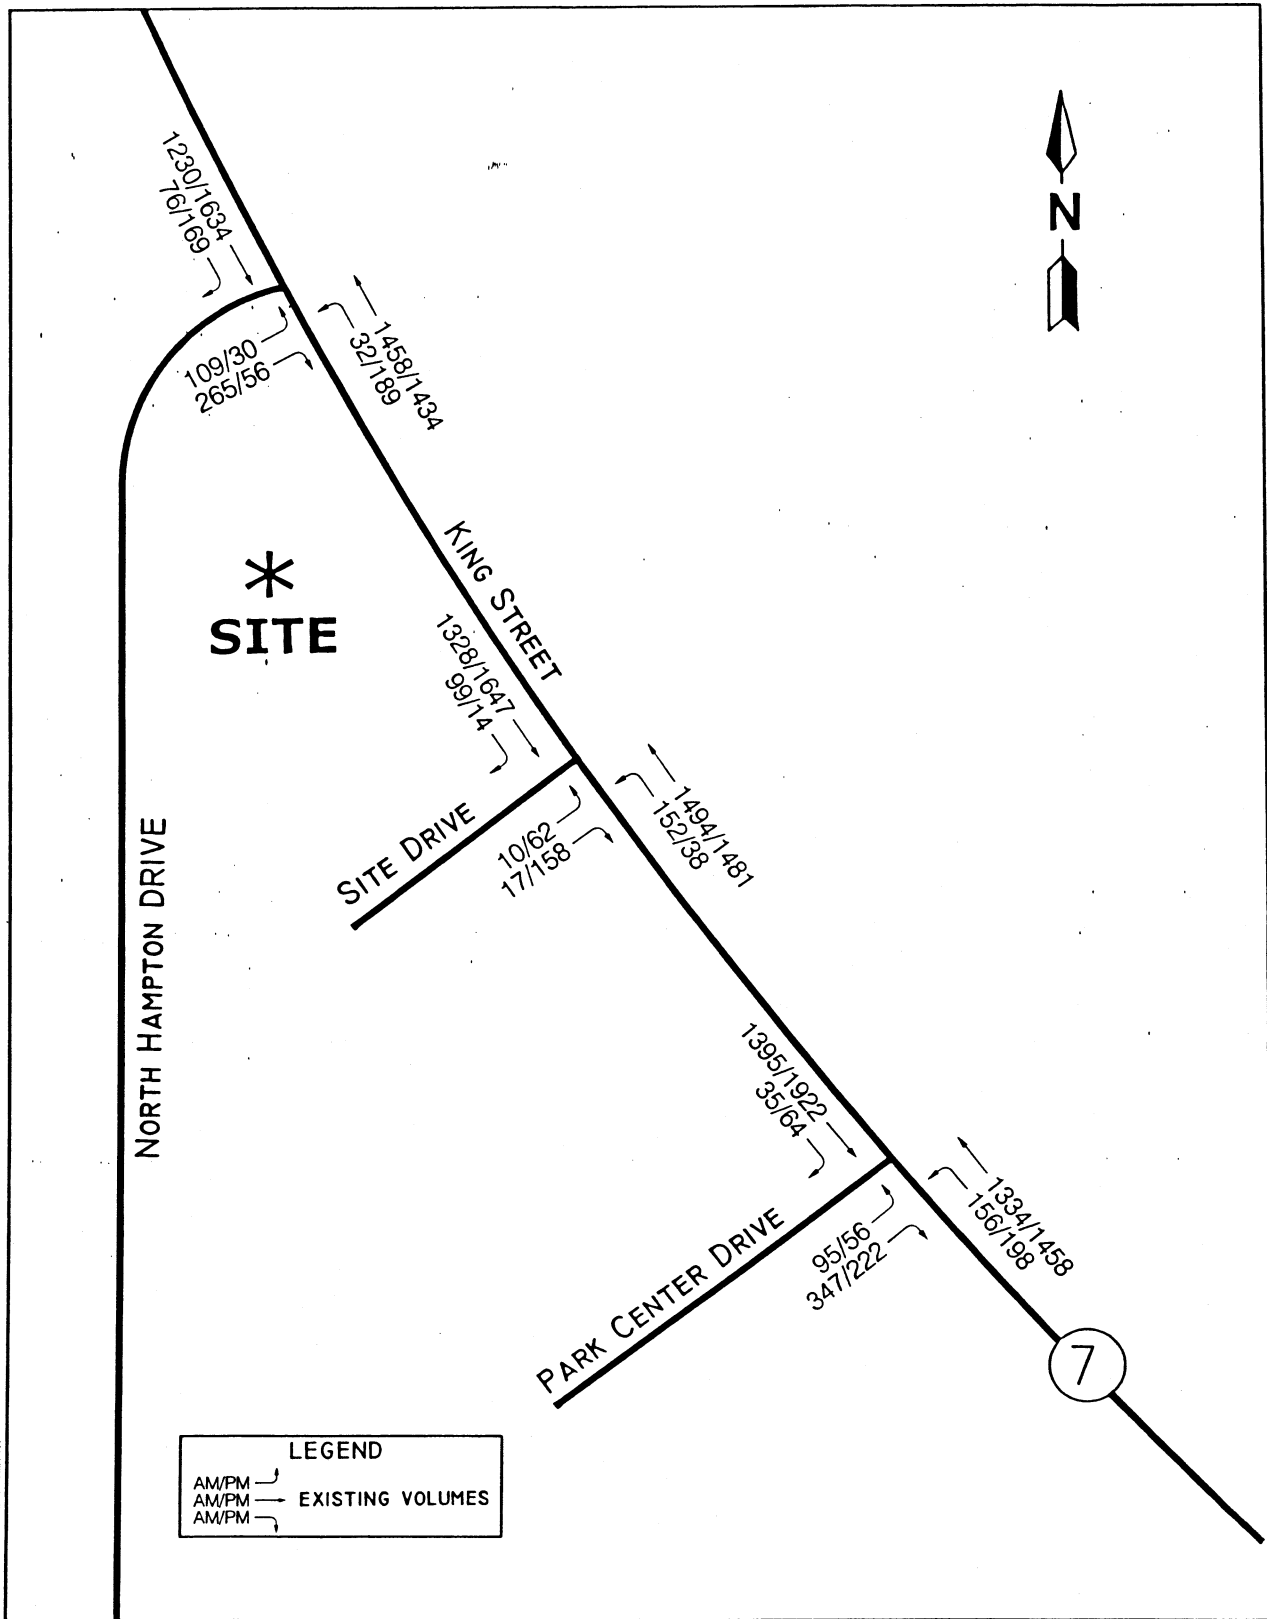 1230/1634
76/169
N
1458/1434
32/189
109/30
265/56
KING STREET
SITE
1328/1647
99/14
1494/1481
152/38
SITE DRIVE
10/62
17/158
NORTH HAMPTON DRIVE
1395/1922
35/64
1334/1458
156/198
PARK CENTER DRIVE
95/56
347/222
7
LEGEND
AM/PM
AM/PM EXISTING VOLUMES
AM/PM